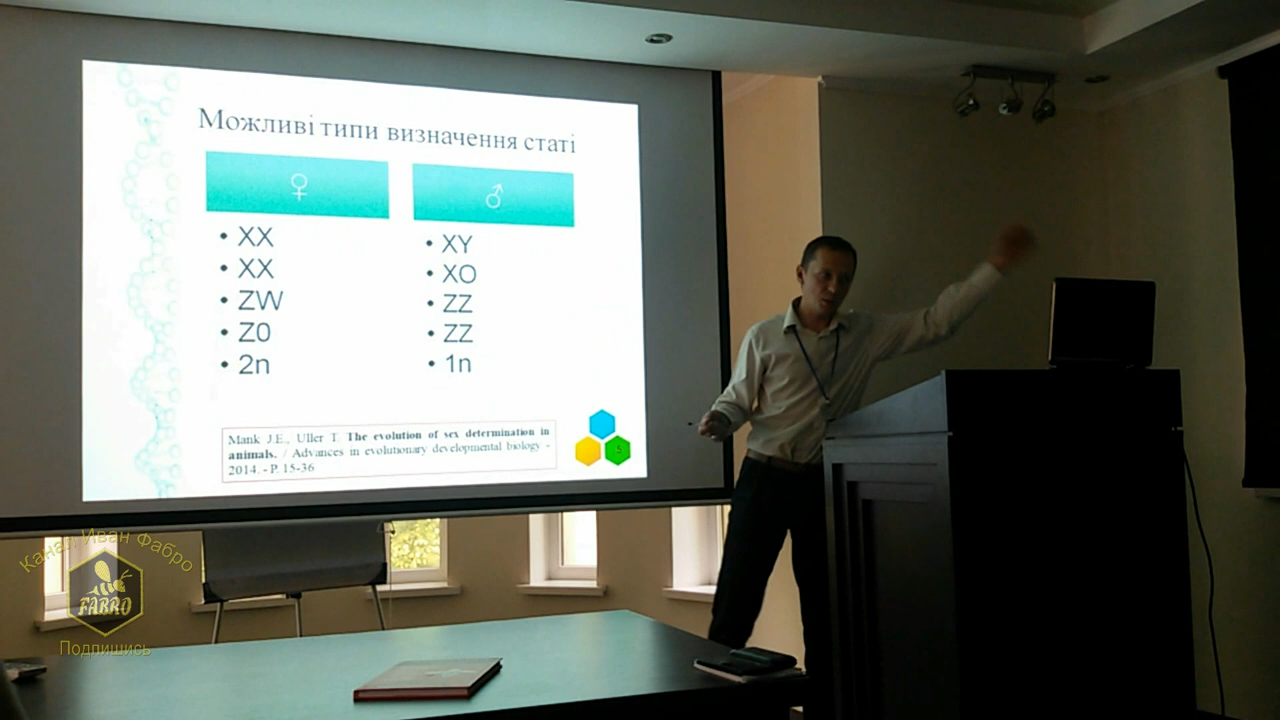 Можливі типи визначення статі
♀
♂
• XX
• XX
• ZW
• Z0
• 2n
• XY
• XO
• ZZ
• ZZ
• 1n
Mank J.E., Uller T. The evolution of sex determination in
animals. / Advances in evolutionary developmental biology -
2014. - P. 15-36
5
Канал Иван Фабро
FABRO
Подпишись